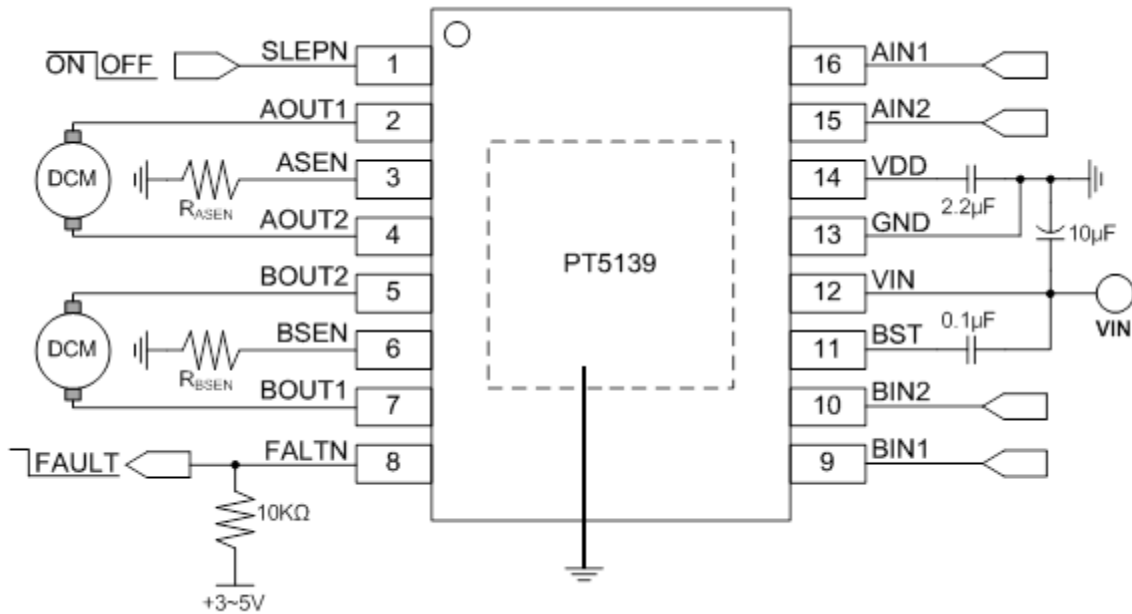 SLEPN
ON OFF
1
AOUT1
2
DCM
ASEN
3
RASEN
AOUT2
4
BOUT2
5
DCM
BSEN
6
RBSEN
BOUT1
7
FAULT
FALTN
8
10KΩ
+3~5V
PT5139
16
AIN1
15
AIN2
14
VDD
2.2µF
13
GND
10µF
12
VIN
VIN
0.1µF
11
BST
10
BIN2
9
BIN1